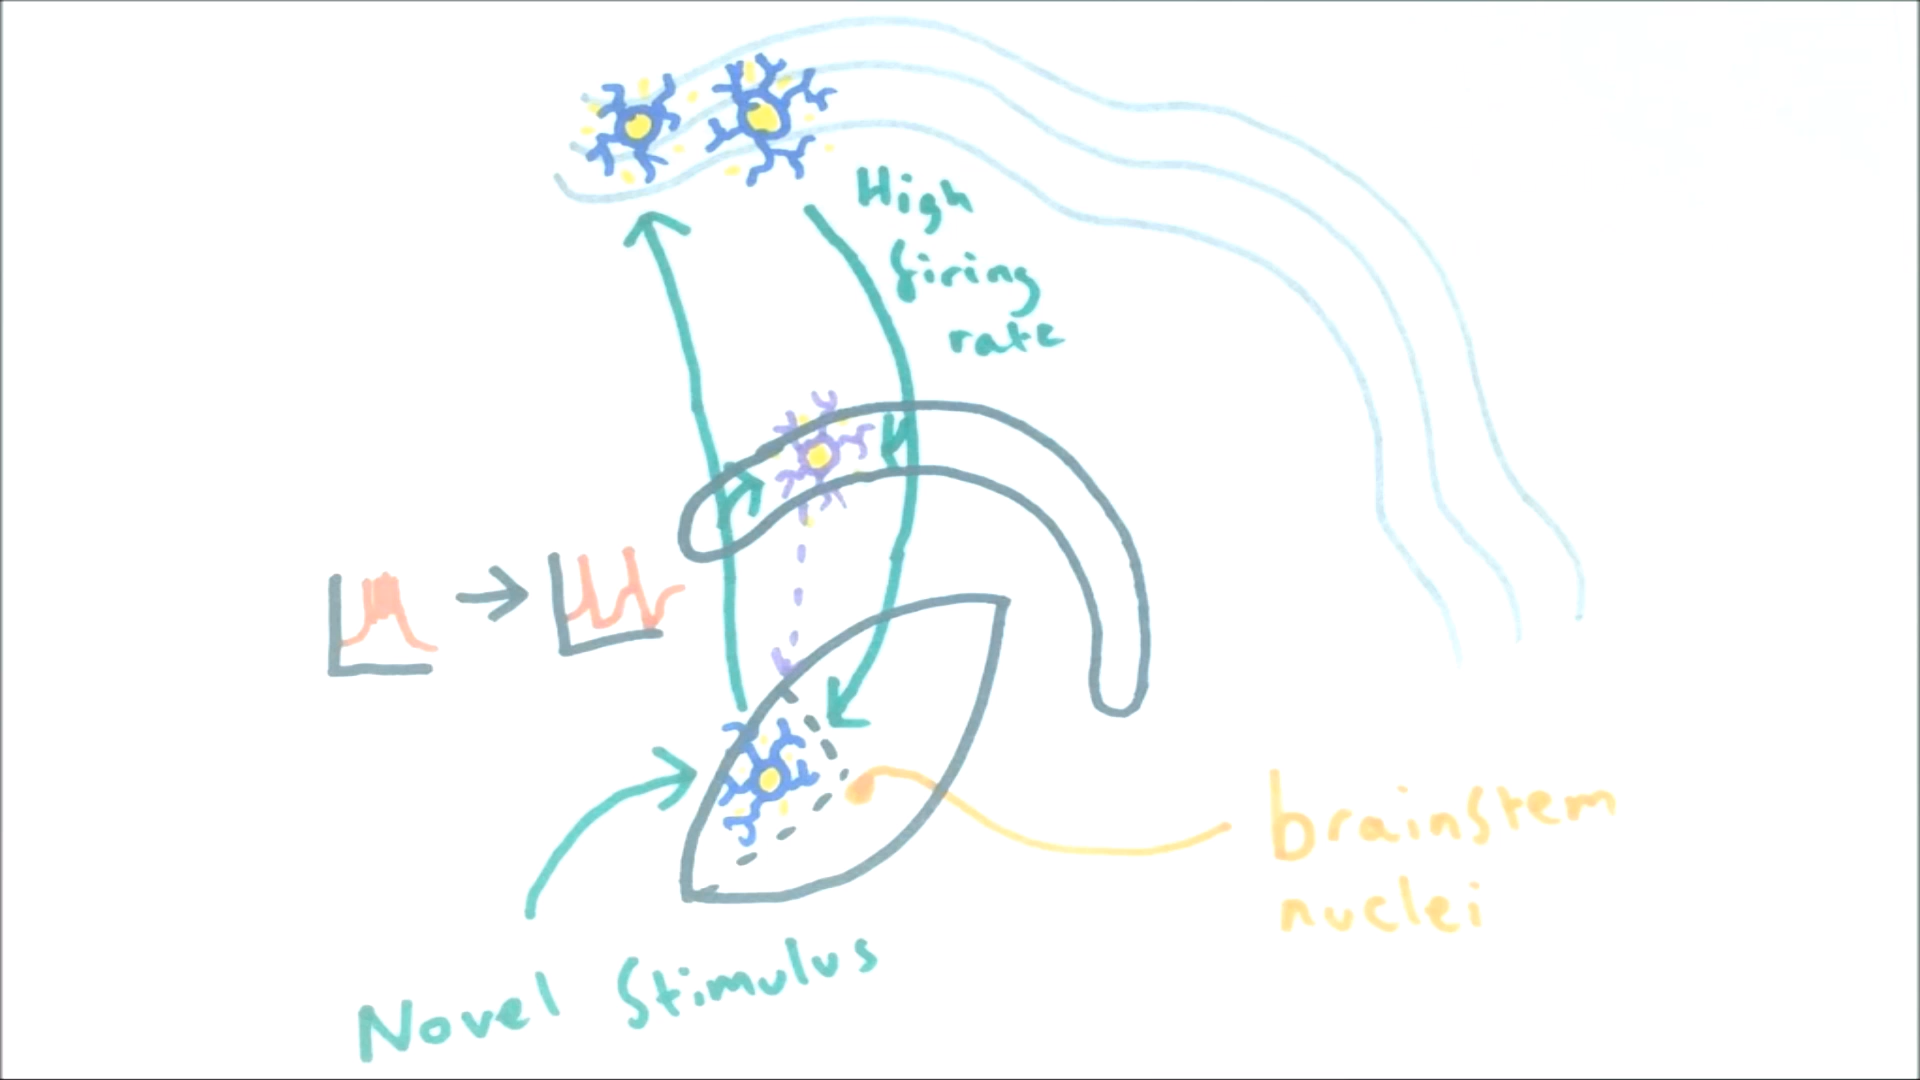 High
firing
rate
brainstem
nuclei
Novel Stimulus